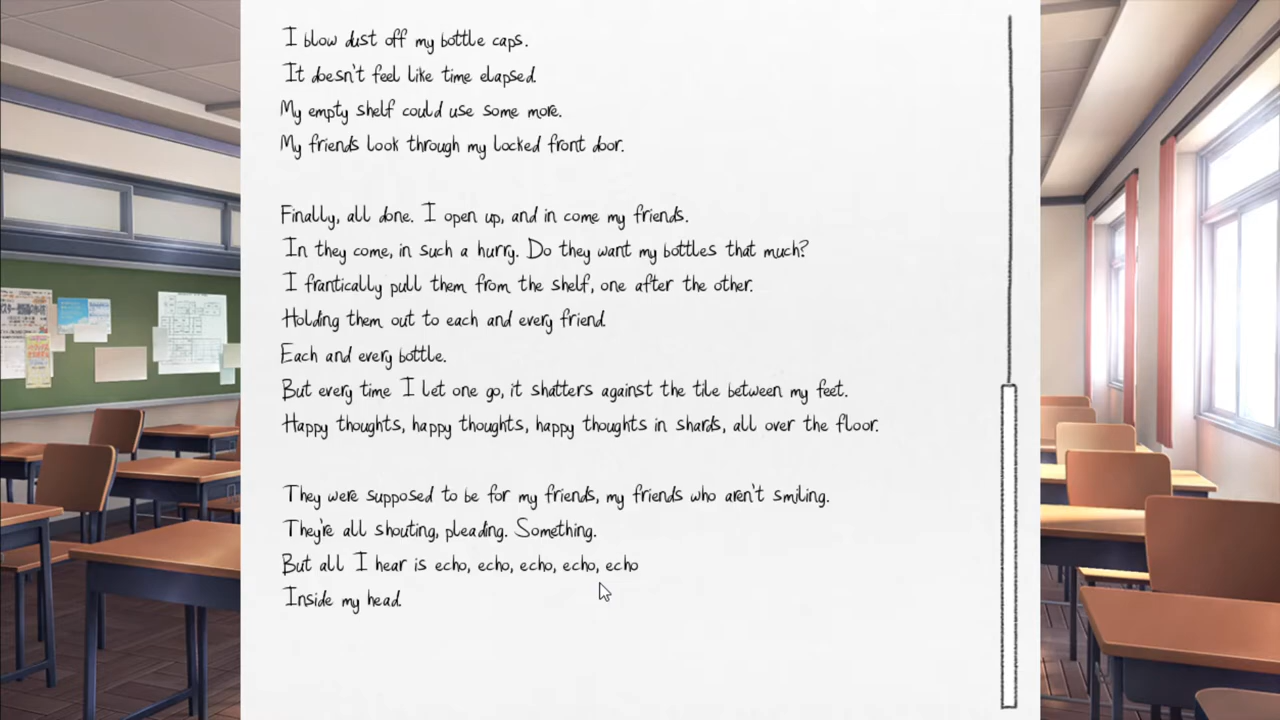 I blow dust off my bottle caps.
It doesn't feel like time elapsed.
My empty shelf could use some more.
My friends look through my locked front door.
Finally, all done. I open up, and in come my friends.
In they come, in such a hurry. Do they want my bottles that much?
I frantically pull them from the shelf, one after the other.
Holding them out to each and every friend.
Each and every bottle.
But every time I let one go, it shatters against the tile between my feet.
Happy thoughts, happy thoughts, happy thoughts in shards, all over the floor.
They were supposed to be for my friends, my friends who aren't smiling.
They're all shouting, pleading. Something.
But all I hear is echo, echo, echo, echo, echo
Inside my head.